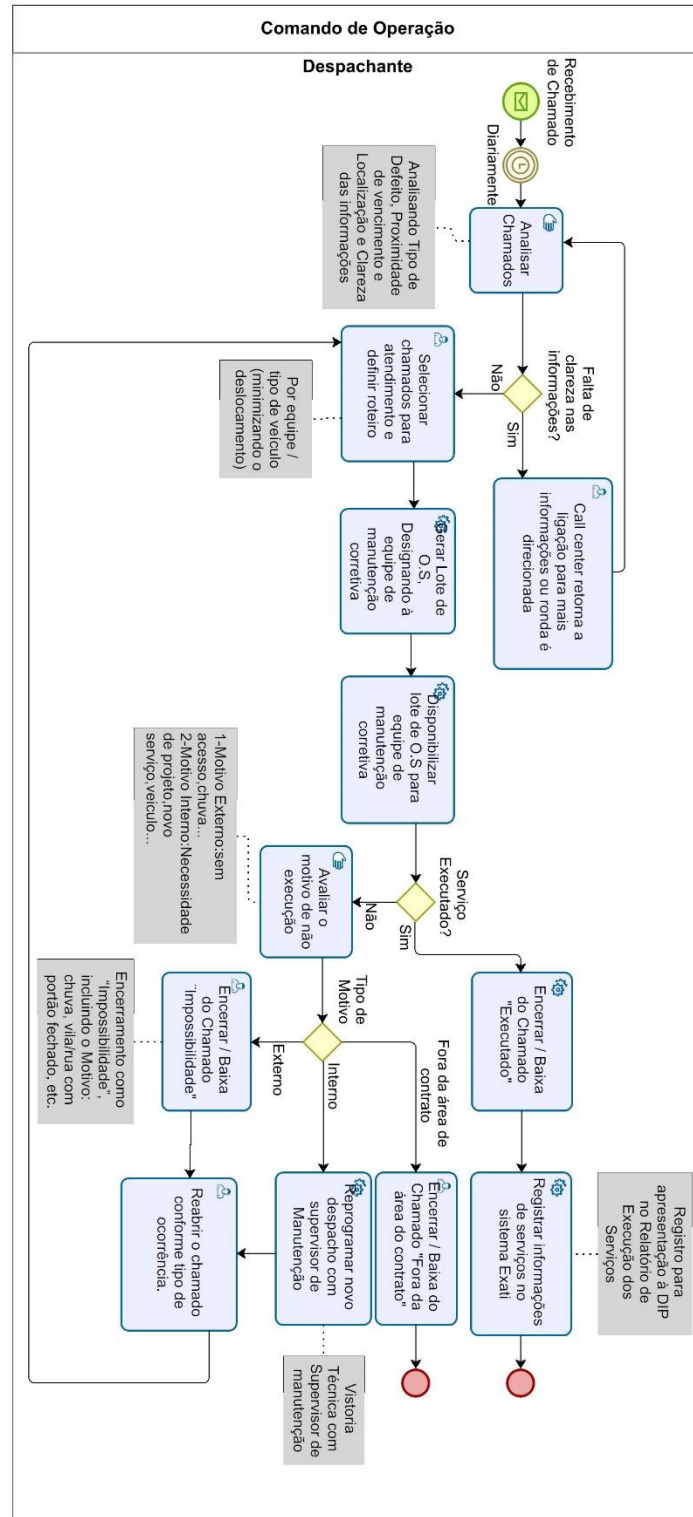 Comando de Operação
Despachante
Recebimento
de Chamado
Diariamente
Analisar
Chamados
Analisando Tipo de
Defeito, Proximidade
de vencimento e
Localização e Clareza
das informações
Falta de
clareza nas
informações?
Sim
Não
Call center retorna a
ligação para mais
informações ou ronda é
direcionada
Selecionar
chamados para
atendimento e
definir roteiro
Por equipe /
tipo de veículo
(minimizando o
deslocamento)
Gerar Lote de
O.S,
Designando à
equipe de
manutenção
corretiva
Disponibilizar
lote de O.S para
equipe de
manutenção
corretiva
Serviço
Executado?
Sim
Não
Encerrar / Baixa
do Chamado
"Executado"
Registrar informações
de serviços no
sistema Exati
Registro para
apresentação à DIP
no Relatório de
Execução dos
Serviços
Avaliar o
motivo de não
execução
1-Motivo Externo:sem
acesso,chuva...
2-Motivo Interno:Necessidade
de projeto,novo
serviço,veiculo...
Tipo de
Motivo
Fora da área de
contrato
Interno
Externo
Encerrar / Baixa do
Chamado "Fora da
área do contrato"
Reprogramar novo
despacho com
supervisor de
Manutenção
Vistoria
Técnica com
Supervisor de
manutenção
Encerrar / Baixa
do Chamado
"Impossibilidade"
Encerramento como
"Impossibilidade",
incluindo o Motivo:
chuva, vila/rua com
portão fechado, etc.
Reabrir o chamado
conforme tipo de
ocorrência.